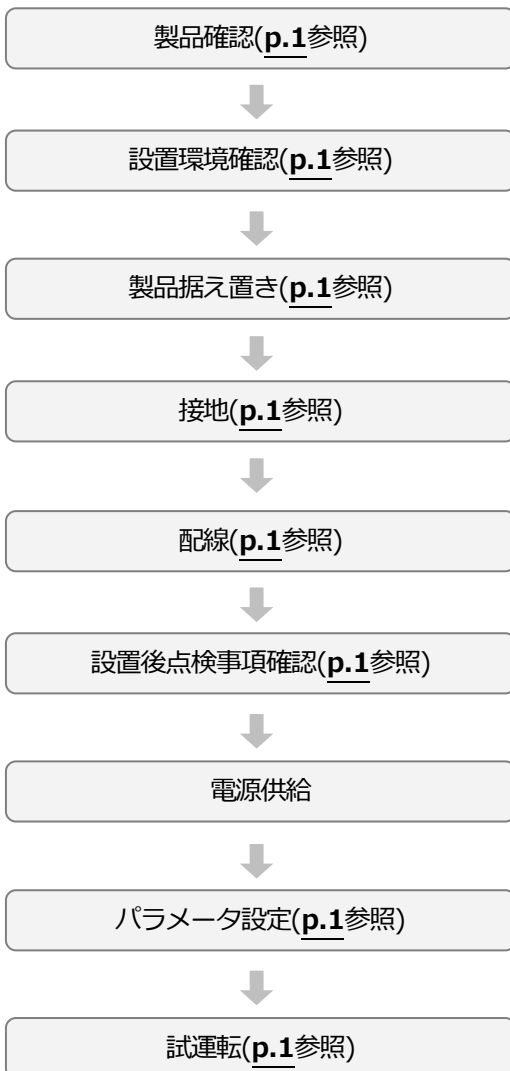 製品確認(p.1参照)
設置環境確認(p.1参照)
製品据え置き(p.1参照)
接地(p.1参照)
配線(p.1参照)
設置後点検事項確認(p.1参照)
電源供給
パラメータ設定(p.1参照)
試運転(p.1参照)